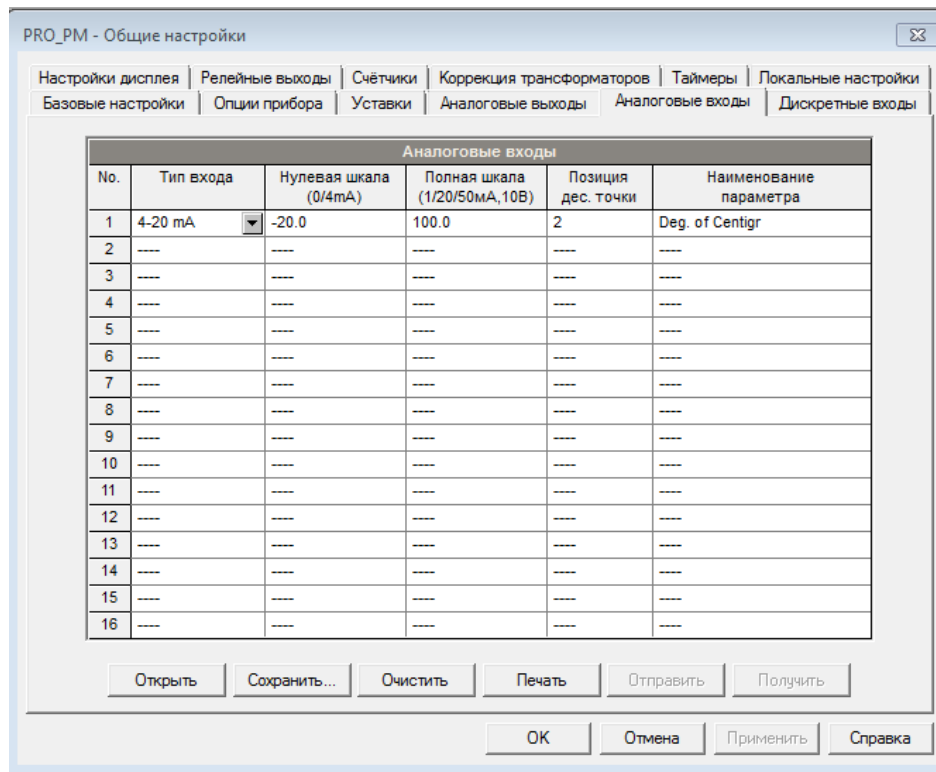 PRO_PM - Общие настройки
Настройки дисплея Релейные выходы Счётчики Коррекция трансформаторов Таймеры Локальные настройки
Базовые настройки Опции прибора Уставки Аналоговые выходы Аналоговые входы Дискретные входы
Аналоговые входы
No. Тип входа Нулевая шкала (0/4mA) Полная шкала (1/20/50мА,10В) Позиция дес. точки Наименование параметра
1 4-20 mA -20.0 100.0 2 Deg. of Centigr
2 ---- ---- ---- ---- ----
3 ---- ---- ---- ---- ----
4 ---- ---- ---- ---- ----
5 ---- ---- ---- ---- ----
6 ---- ---- ---- ---- ----
7 ---- ---- ---- ---- ----
8 ---- ---- ---- ---- ----
9 ---- ---- ---- ---- ----
10 ---- ---- ---- ---- ----
11 ---- ---- ---- ---- ----
12 ---- ---- ---- ---- ----
13 ---- ---- ---- ---- ----
14 ---- ---- ---- ---- ----
15 ---- ---- ---- ---- ----
16 ---- ---- ---- ---- ----
Открыть Сохранить... Очистить Печать Отправить Получить
OK Отмена Применить Справка